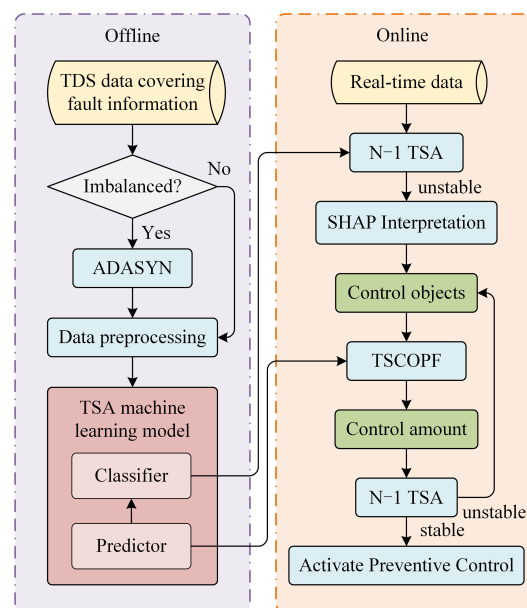 Offline
TDS data covering
fault information
Imbalanced?
No
Yes
ADASYN
Data preprocessing
TSA machine
learning model
Classifier
Predictor
Online
Real-time data
N−1 TSA
unstable
SHAP Interpretation
Control objects
TSCOPF
Control amount
N−1 TSA
unstable
stable
Activate Preventive Control